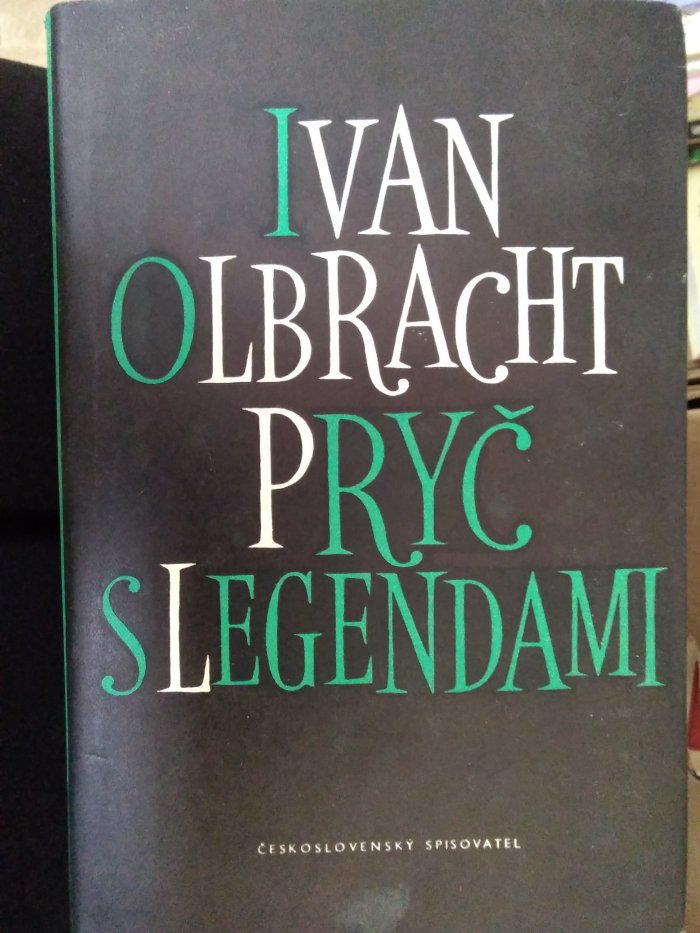 IVAN
OLBRACHT
PRYČ
S LEGENDAMI
ČESKOSLOVENSKÝ SPISOVATEL